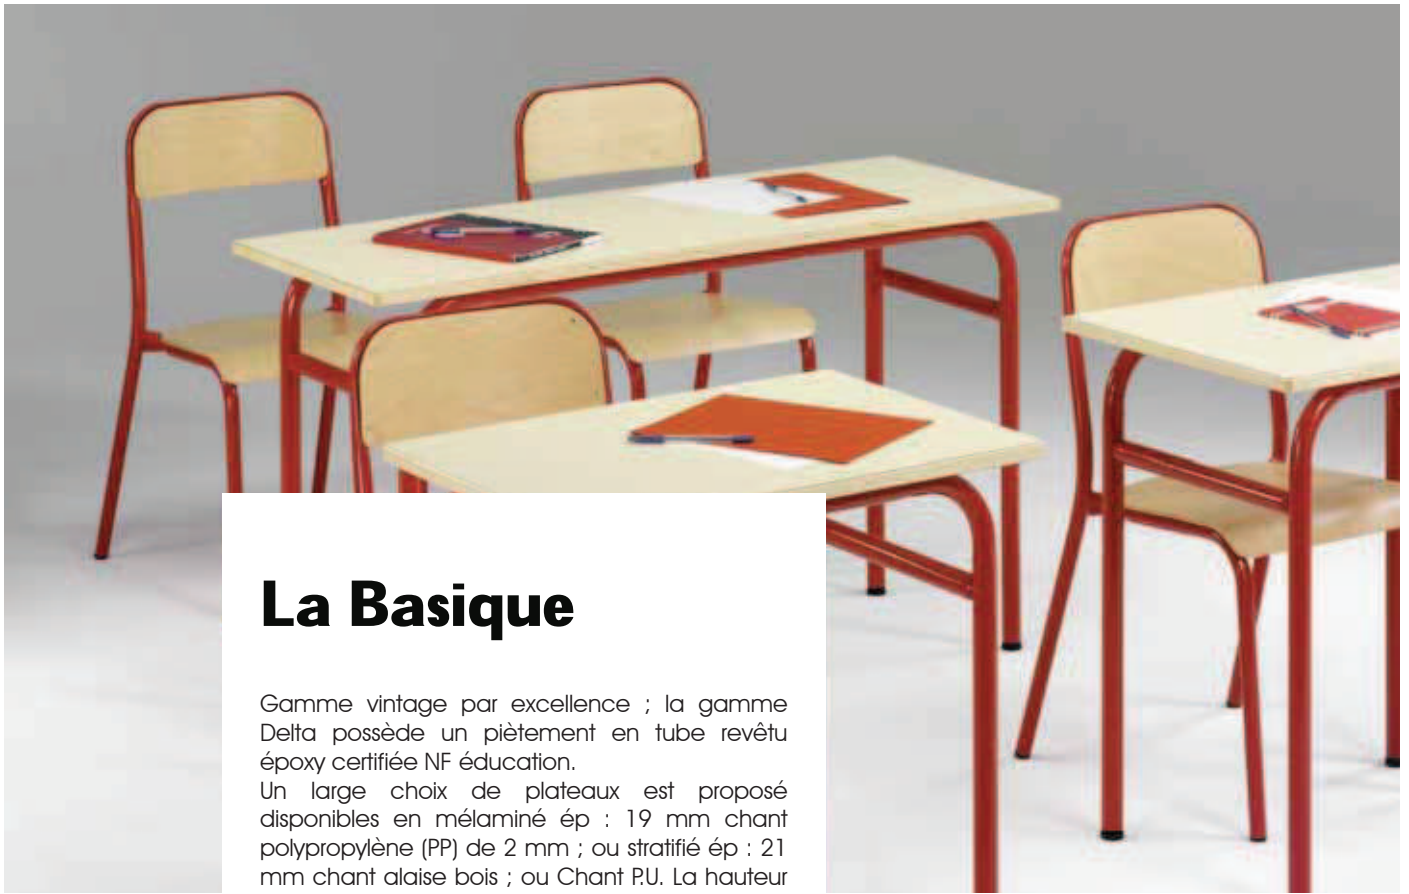 La Basique
Gamme vintage par excellence ; la gamme
Delta possède un piètement en tube revêtu
époxy certifiée NF éducation.
Un large choix de plateaux est proposé
disponibles en mélaminé ép : 19 mm chant
polypropylène (PP) de 2 mm ; ou stratifié ép : 21
mm chant alaise bois ; ou Chant P.U. La hauteur